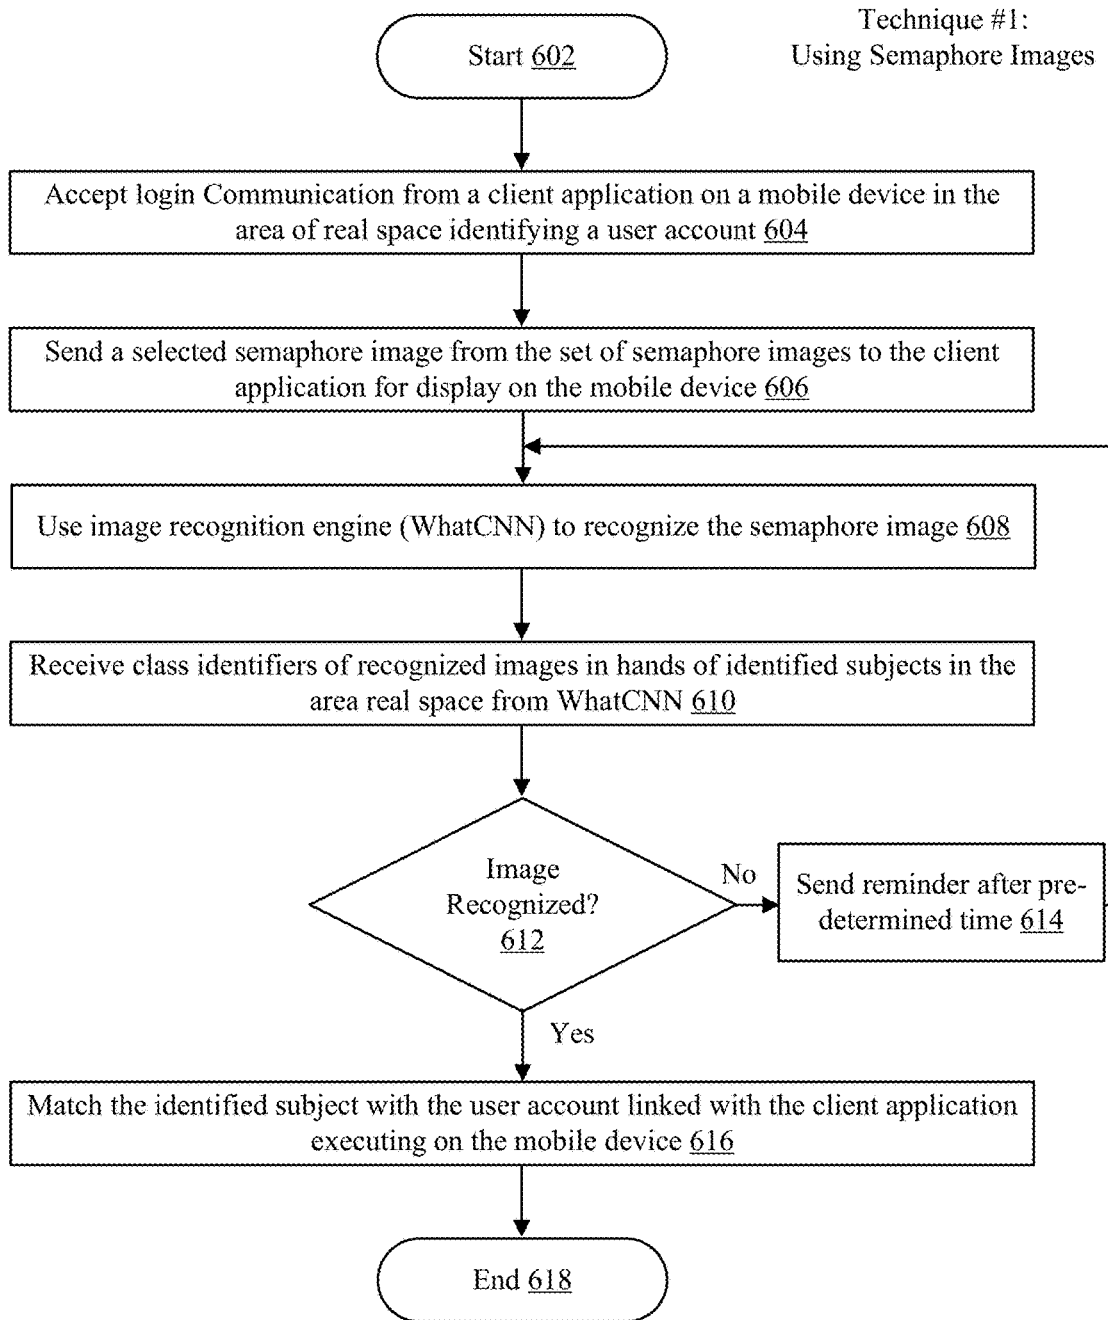 Technique #1:
Using Semaphore Images
Start 602
Accept login Communication from a client application on a mobile device in the
area of real space identifying a user account 604
Send a selected semaphore image from the set of semaphore images to the client
application for display on the mobile device 606
Use image recognition engine (WhatCNN) to recognize the semaphore image 608
Receive class identifiers of recognized images in hands of identified subjects in the
area real space from WhatCNN 610
Image
Recognized?
612
No
Send reminder after pre-
determined time 614
Yes
Match the identified subject with the user account linked with the client application
executing on the mobile device 616
End 618